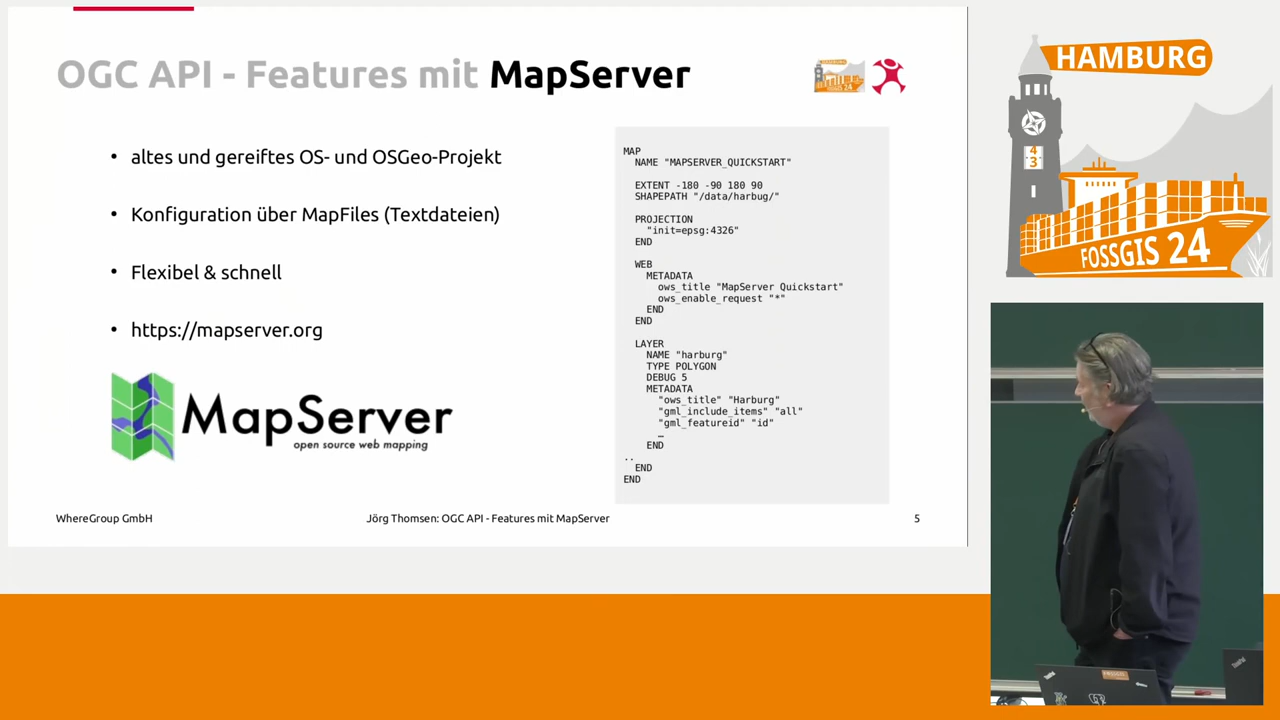 OGC API - Features mit MapServer
altes und gereiftes OS- und OSGeo-Projekt
Konfiguration über MapFiles (Textdateien)
Flexibel & schnell
https://mapserver.org
MapServer
open source web mapping
MAP
NAME "MAPSERVER_QUICKSTART"
EXTENT -180 -90 180 90
SHAPEPATH "/data/harbug/"
PROJECTION
"init=epsg:4326"
END
WEB
METADATA
ows_title "MapServer Quickstart"
ows_enable_request "*"
END
END
LAYER
NAME "harburg"
TYPE POLYGON
DEBUG 5
METADATA
"ows_title" "Harburg"
"gml_include_items" "all"
"gml_featureid" "id"
…
END
..
END
END
WhereGroup GmbH
Jörg Thomsen: OGC API - Features mit MapServer
5
HAMBURG
4
3
FOSSGIS 24